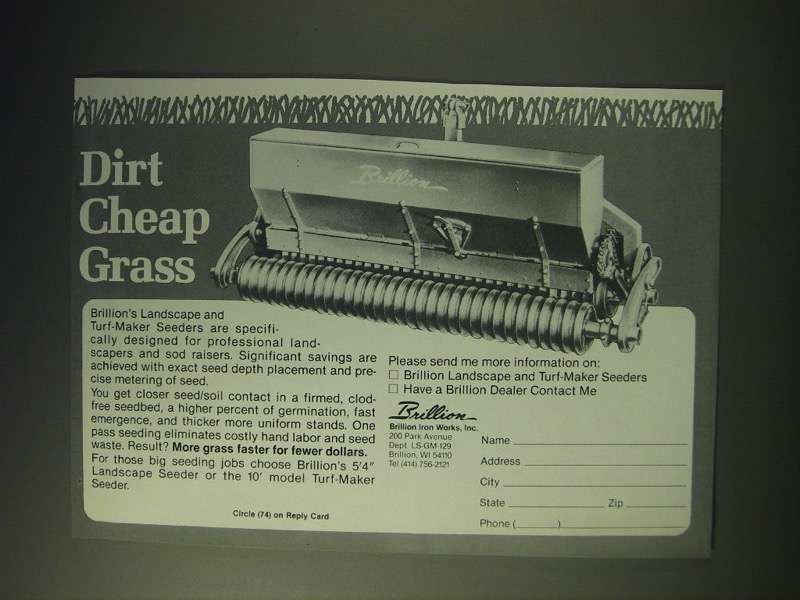 Dirt
Cheap
Grass
Brillion
Brillion's Landscape and
Turf-Maker Seeders are specifi-
cally designed for professional land-
scapers and sod raisers. Significant savings are
achieved with exact seed depth placement and pre-
cise metering of seed.
You get closer seed/soil contact in a firmed, clod-
free seedbed, a higher percent of germination, fast
emergence, and thicker more uniform stands. One
pass seeding eliminates costly hand labor and seed
waste. Result? More grass faster for fewer dollars.
For those big seeding jobs choose Brillion's 5'4"
Landscape Seeder or the 10' model Turf-Maker
Seeder.
Circle (74) on Reply Card
Please send me more information on:
☐ Brillion Landscape and Turf-Maker Seeders
☐ Have a Brillion Dealer Contact Me
Brillion
Brillion Iron Works, Inc.
200 Park Avenue
Dept. LS-GM-129
Brillion, WI 54110
Tel (414) 756-2121
Name
Address
City
State Zip
Phone ( )